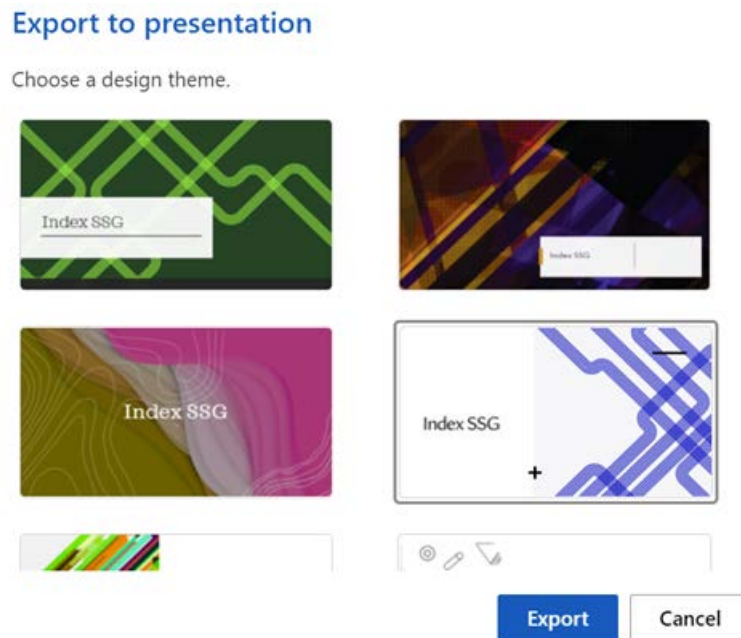 Export to presentation
Choose a design theme.
Index SSG
Index SSG
Index SSG
Index SSG
Export
Cancel